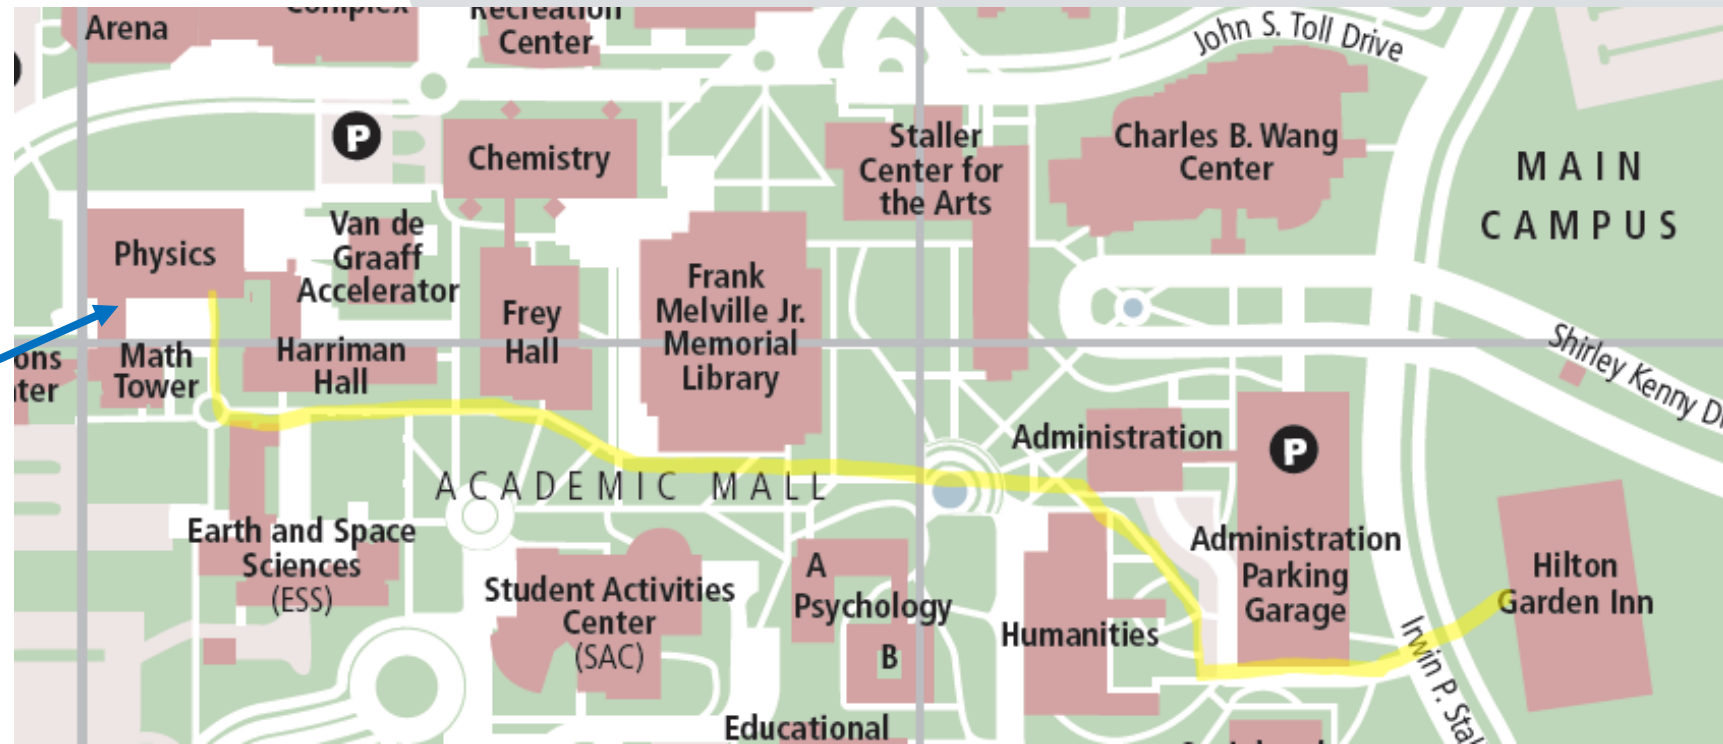 Arena
Complex
Recreation
Center
John S. Toll Drive
P
Chemistry
Staller
Center for
the Arts
Charles B. Wang
Center
MAIN
CAMPUS
Physics
Van de
Graaff
Accelerator
Frey
Hall
Frank
Melville Jr.
Memorial
Library
Math
Tower
Harriman
Hall
Shirley Kenny
Administration
P
ACADEMIC MALL
Earth and Space
Sciences
(ESS)
Student Activities
Center
(SAC)
A
Psychology
B
Humanities
Administration
Parking
Garage
Hilton
Garden Inn
Irwin P.
Educational